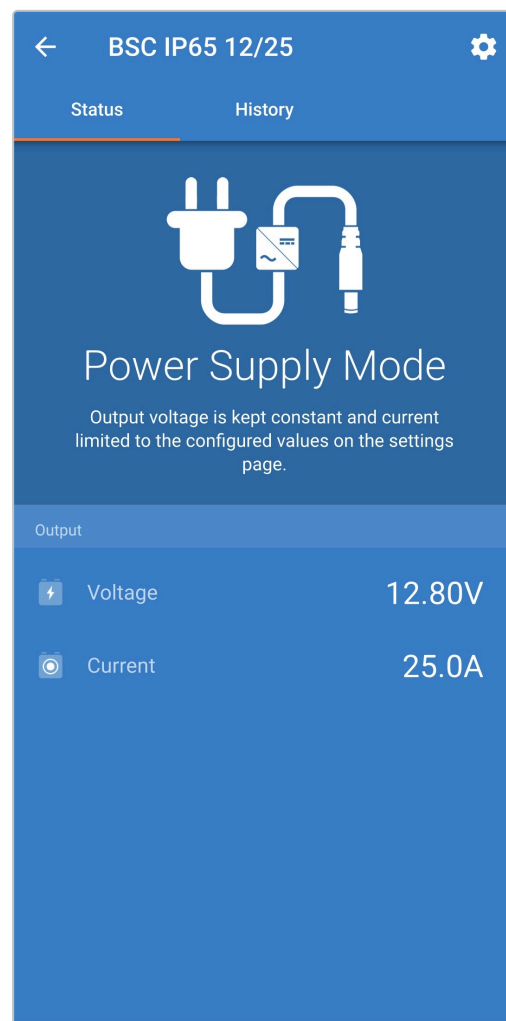 BSC IP65 12/25
Status
History
Power Supply Mode
Output voltage is kept constant and current
limited to the configured values on the settings
page.
Output
Voltage
12.80V
Current
25.0A